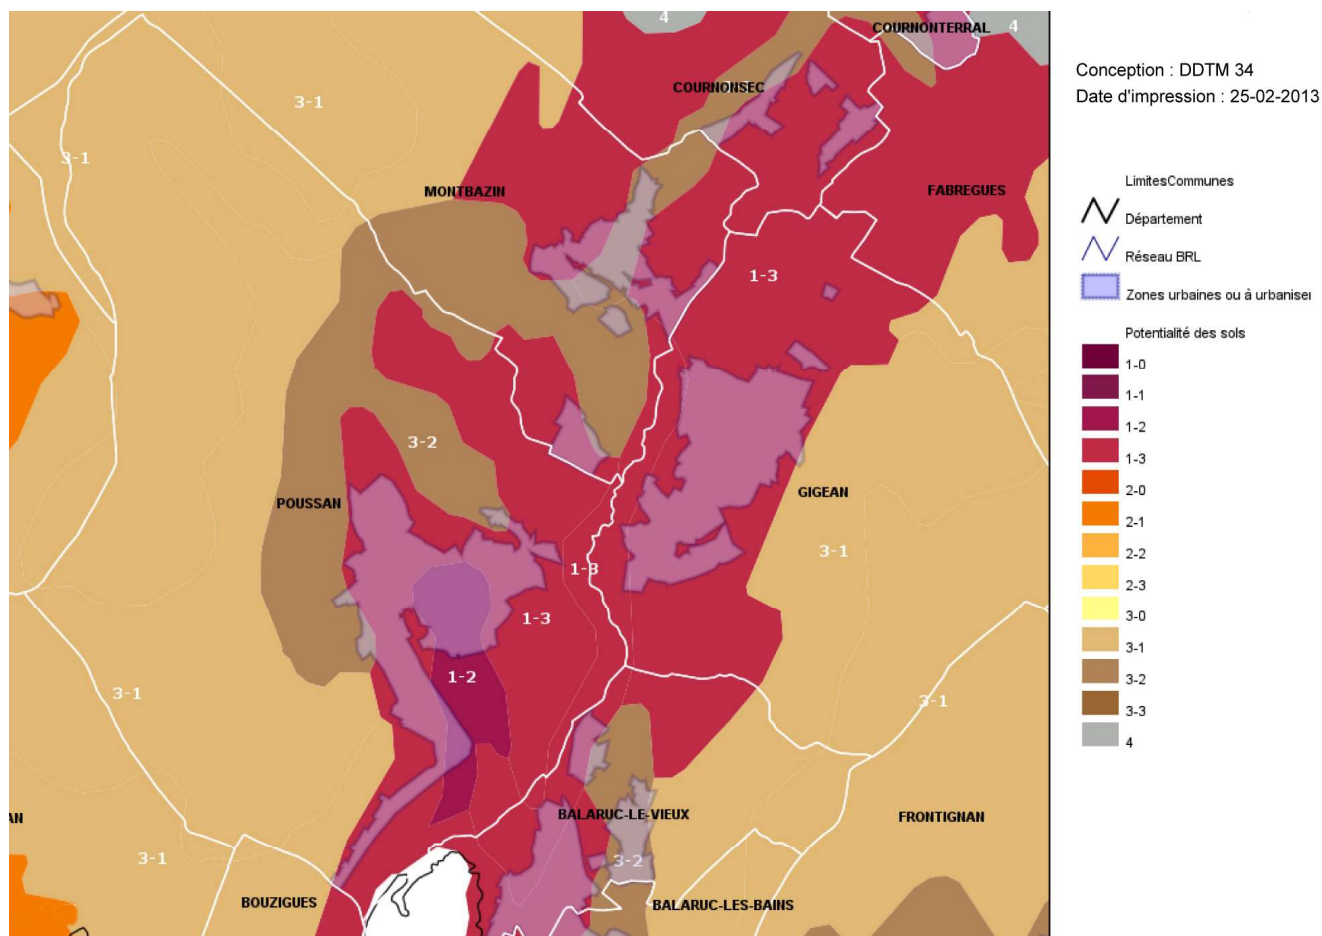 4
COURNONTERRAL
4
COURNONSEC
3-1
3-1
MONTBAZIN
FABREGUES
1-3
3-2
POUSSAN
GIGEAN
3-1
1-3
1-3
1-2
3-1
3-1
BALARUC-LE-VIEUX
FRONTIGNAN
AN
3-1
3-2
BOUZIGUES
BALARUC-LES-BAINS
Conception : DDTM 34
Date d'impression : 25-02-2013
LimitesCommunes
Département
Réseau BRL
Zones urbaines ou à urbaniser
Potentialité des sols
1-0
1-1
1-2
1-3
2-0
2-1
2-2
2-3
3-0
3-1
3-2
3-3
4